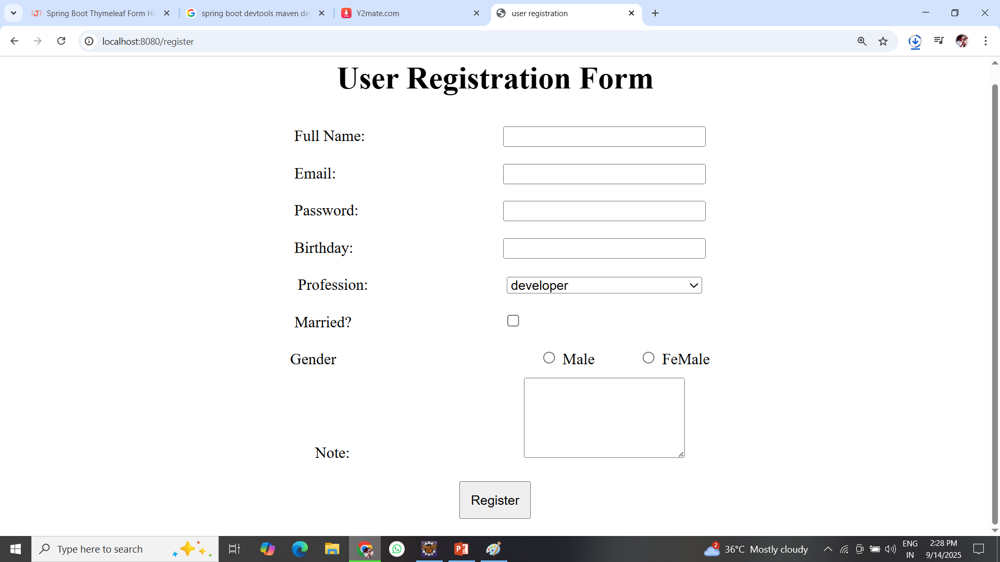 Spring Boot Thymeleaf Form Ha
spring boot devtools maven de
Y2mate.com
user registration
localhost:8080/register
User Registration Form
Full Name:
Email:
Password:
Birthday:
Profession: developer
Married?
Gender Male FeMale
Note:
Register
Type here to search
2
36°C Mostly cloudy
ENG
IN
2:28 PM
9/14/2025